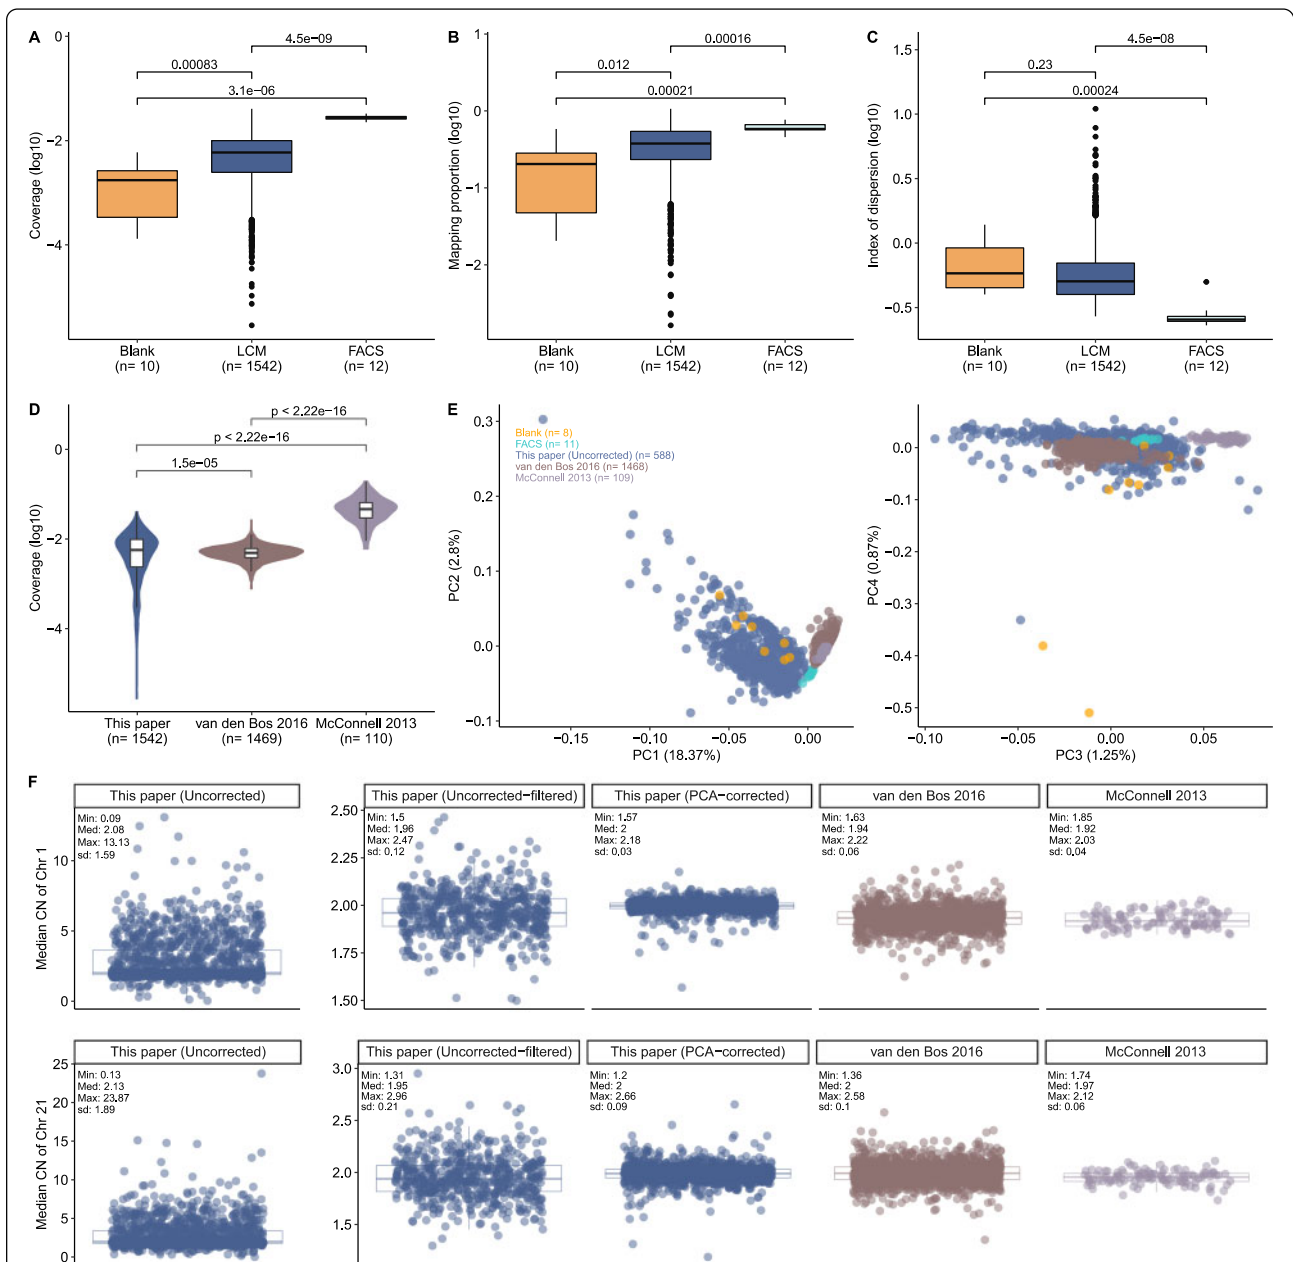 A
Coverage (log10)
0
−2
−4
4.5e−09
0.00083
3.1e−06
Blank
(n= 10)
LCM
(n= 1542)
FACS
(n= 12)
B
Mapping proportion (log10)
1
0
−1
−2
0.00016
0.012
0.00021
Blank
(n= 10)
LCM
(n= 1542)
FACS
(n= 12)
C
Index of dispersion (log10)
1.5
1.0
0.5
0.0
−0.5
4.5e−08
0.23
0.00024
Blank
(n= 10)
LCM
(n= 1542)
FACS
(n= 12)
D
Coverage (log10)
0
−2
−4
p < 2.22e−16
p < 2.22e−16
1.5e−05
This paper
(n= 1542)
van den Bos 2016
(n= 1469)
McConnell 2013
(n= 110)
E
PC2 (2.8%)
0.3
0.2
0.1
0.0
−0.1
Blank (n= 8)
FACS (n= 11)
This paper (Uncorrected) (n= 588)
van den Bos 2016 (n= 1468)
McConnell 2013 (n= 109)
−0.15
−0.10
−0.05
0.00
PC1 (18.37%)
PC4 (0.87%)
0.0
−0.1
−0.2
−0.3
−0.4
−0.5
−0.10
−0.05
0.00
0.05
PC3 (1.25%)
F
Median CN of Chr 1
10
5
0
This paper (Uncorrected)
Min: 0.09
Med: 2.08
Max: 13.13
sd: 1.59
2.50
2.25
2.00
1.75
1.50
This paper (Uncorrected−filtered)
Min: 1.5
Med: 1.96
Max: 2.47
sd: 0.12
This paper (PCA−corrected)
Min: 1.57
Med: 2
Max: 2.18
sd: 0.03
van den Bos 2016
Min: 1.63
Med: 1.94
Max: 2.22
sd: 0.06
McConnell 2013
Min: 1.85
Med: 1.92
Max: 2.03
sd: 0.04
Median CN of Chr 21
25
20
15
10
5
0
This paper (Uncorrected)
Min: 0.13
Med: 2.13
Max: 23.87
sd: 1.89
3.0
2.5
2.0
1.5
This paper (Uncorrected−filtered)
Min: 1.31
Med: 1.95
Max: 2.96
sd: 0.21
This paper (PCA−corrected)
Min: 1.2
Med: 2
Max: 2.66
sd: 0.09
van den Bos 2016
Min: 1.36
Med: 2
Max: 2.58
sd: 0.1
McConnell 2013
Min: 1.74
Med: 1.97
Max: 2.12
sd: 0.06